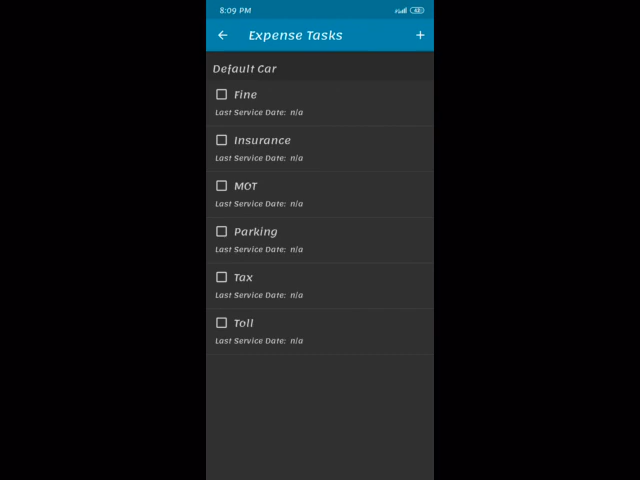 8:09 PM 42
Expense Tasks
Default Car
Fine
Last Service Date: n/a
Insurance
Last Service Date: n/a
MOT
Last Service Date: n/a
Parking
Last Service Date: n/a
Tax
Last Service Date: n/a
Toll
Last Service Date: n/a